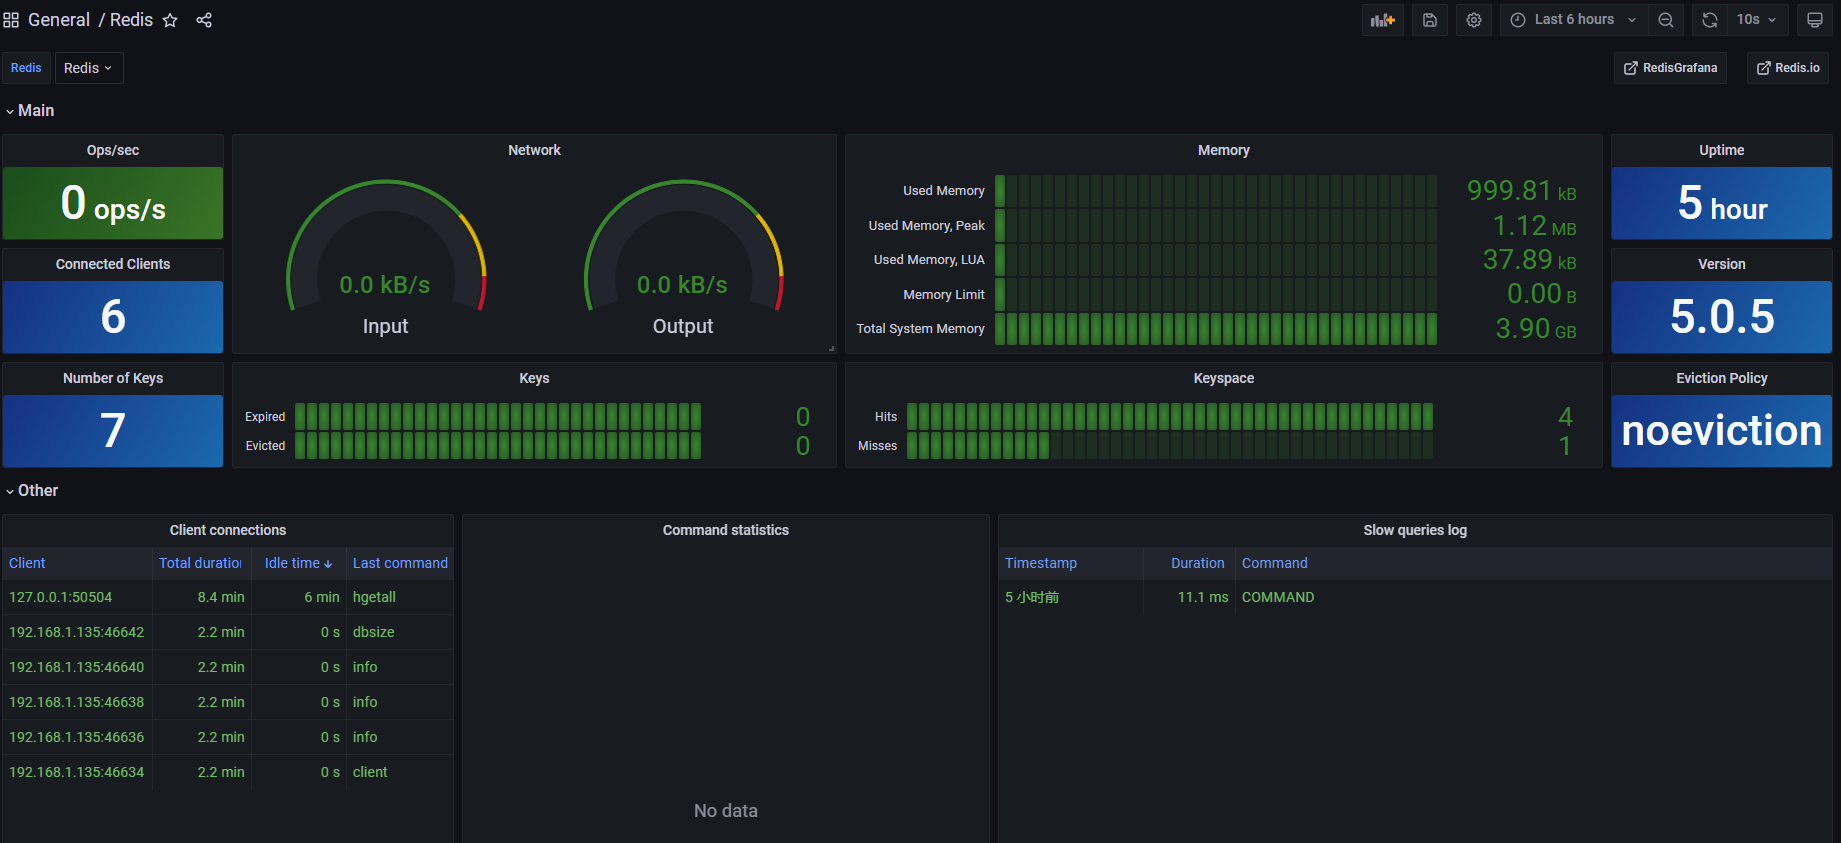 General / Redis
Last 6 hours
10s
Redis
Redis
RedisGrafana
Redis.io
Main
Ops/sec
0 ops/s
Network
0.0 kB/s
Input
0.0 kB/s
Output
Memory
Used Memory 999.81 kB
Used Memory, Peak 1.12 MB
Used Memory, LUA 37.89 kB
Memory Limit 0.00 B
Total System Memory 3.90 GB
Uptime
5 hour
Connected Clients
6
Version
5.0.5
Number of Keys
7
Keys
Expired 0
Evicted 0
Keyspace
Hits 4
Misses 1
Eviction Policy
noeviction
Other
Client connections
Client Total duration Idle time Last command
127.0.0.1:50504 8.4 min 6 min hgetall
192.168.1.135:46642 2.2 min 0 s dbsize
192.168.1.135:46640 2.2 min 0 s info
192.168.1.135:46638 2.2 min 0 s info
192.168.1.135:46636 2.2 min 0 s info
192.168.1.135:46634 2.2 min 0 s client
Command statistics
No data
Slow queries log
Timestamp Duration Command
5 小时前 11.1 ms COMMAND